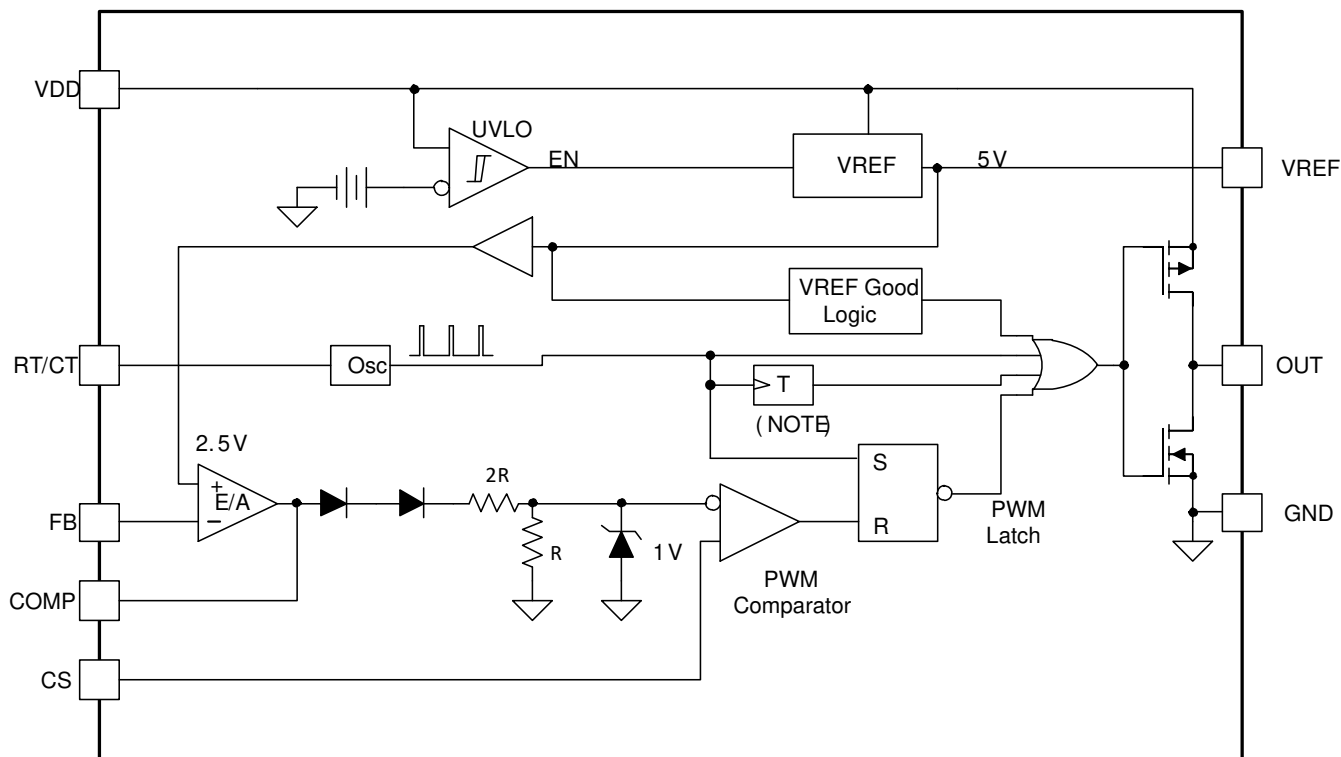 VDD
UVLO
EN
VREF
5V
VREF
VREF Good
Logic
RT/CT
Osc
T
(NOTE)
OUT
2.5V
+
E/A
−
FB
2R
R
1V
S
R
PWM
Latch
GND
COMP
PWM
Comparator
CS